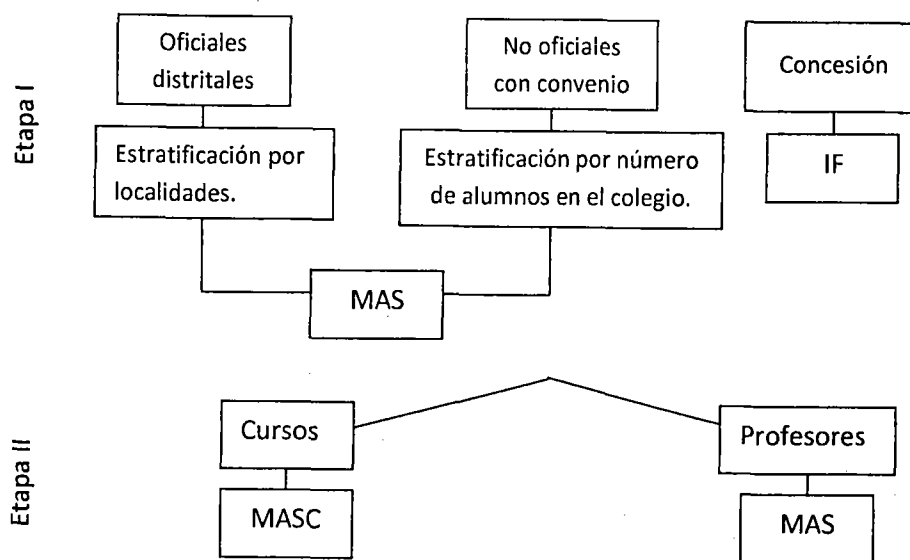 Etapa I
Oficiales
distritales
No oficiales
con convenio
Concesión
Estratificación por
localidades.
Estratificación por número
de alumnos en el colegio.
IF
MAS
Etapa II
Cursos
Profesores
MASC
MAS